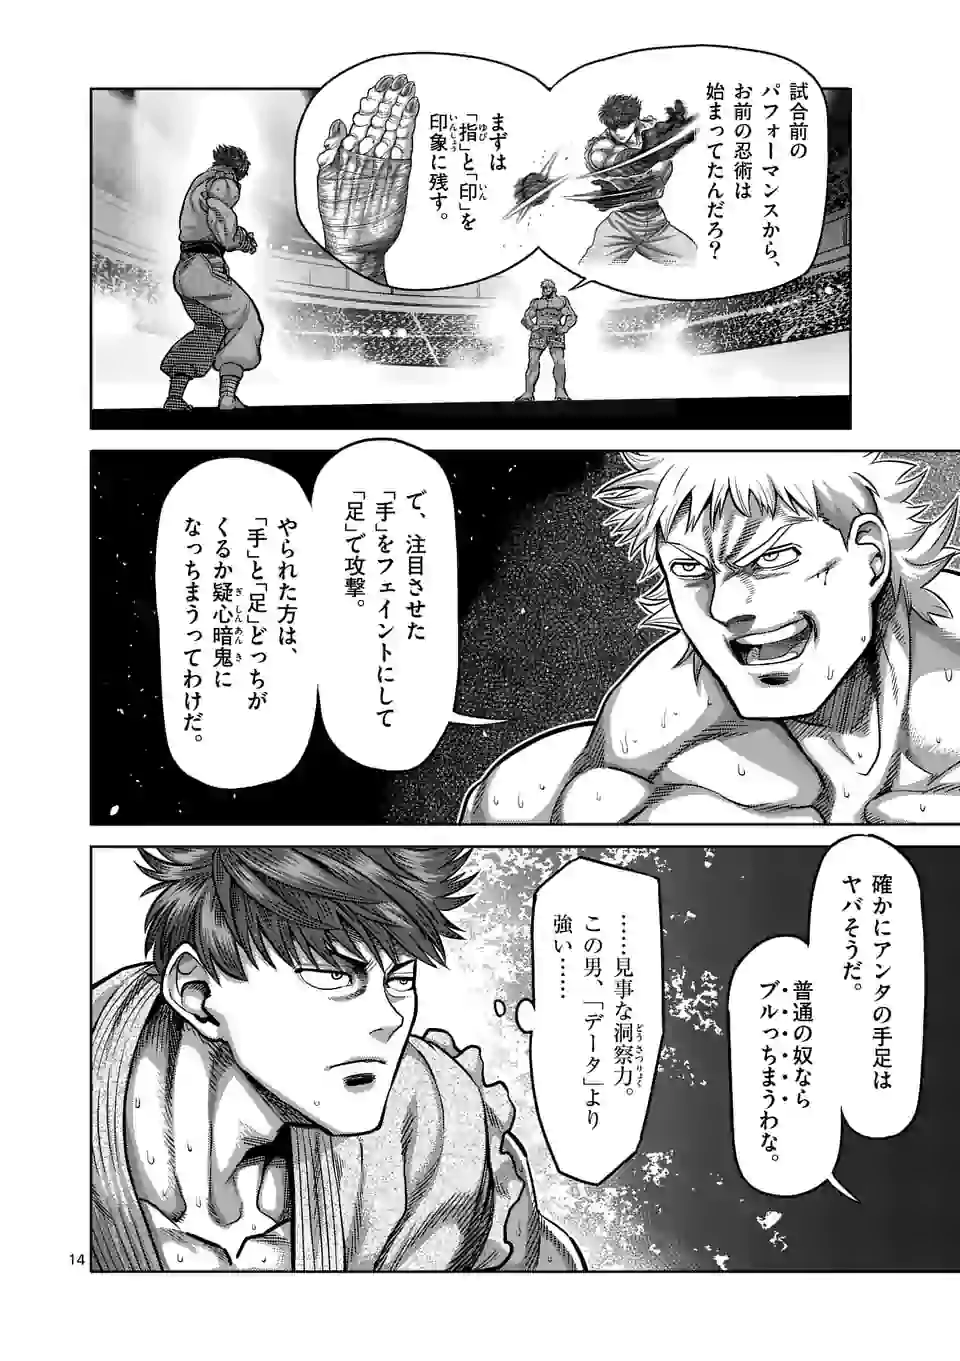 試合前の
パフォーマンスから、
お前の忍術は
始まってたんだろ？
まずは
「指」と「印」を
印象に残す。
で、注目させた
「手」をフェイントにして
「足」で攻撃。
やられた方は、
「手」と「足」どっちが
くるか疑心暗鬼に
なっちまうってわけだ。
確かにアンタの手足は
ヤバそうだ。
普通の奴なら
ブルっちまうわな。
……見事な洞察力。
この男、「データ」より
強い……
14